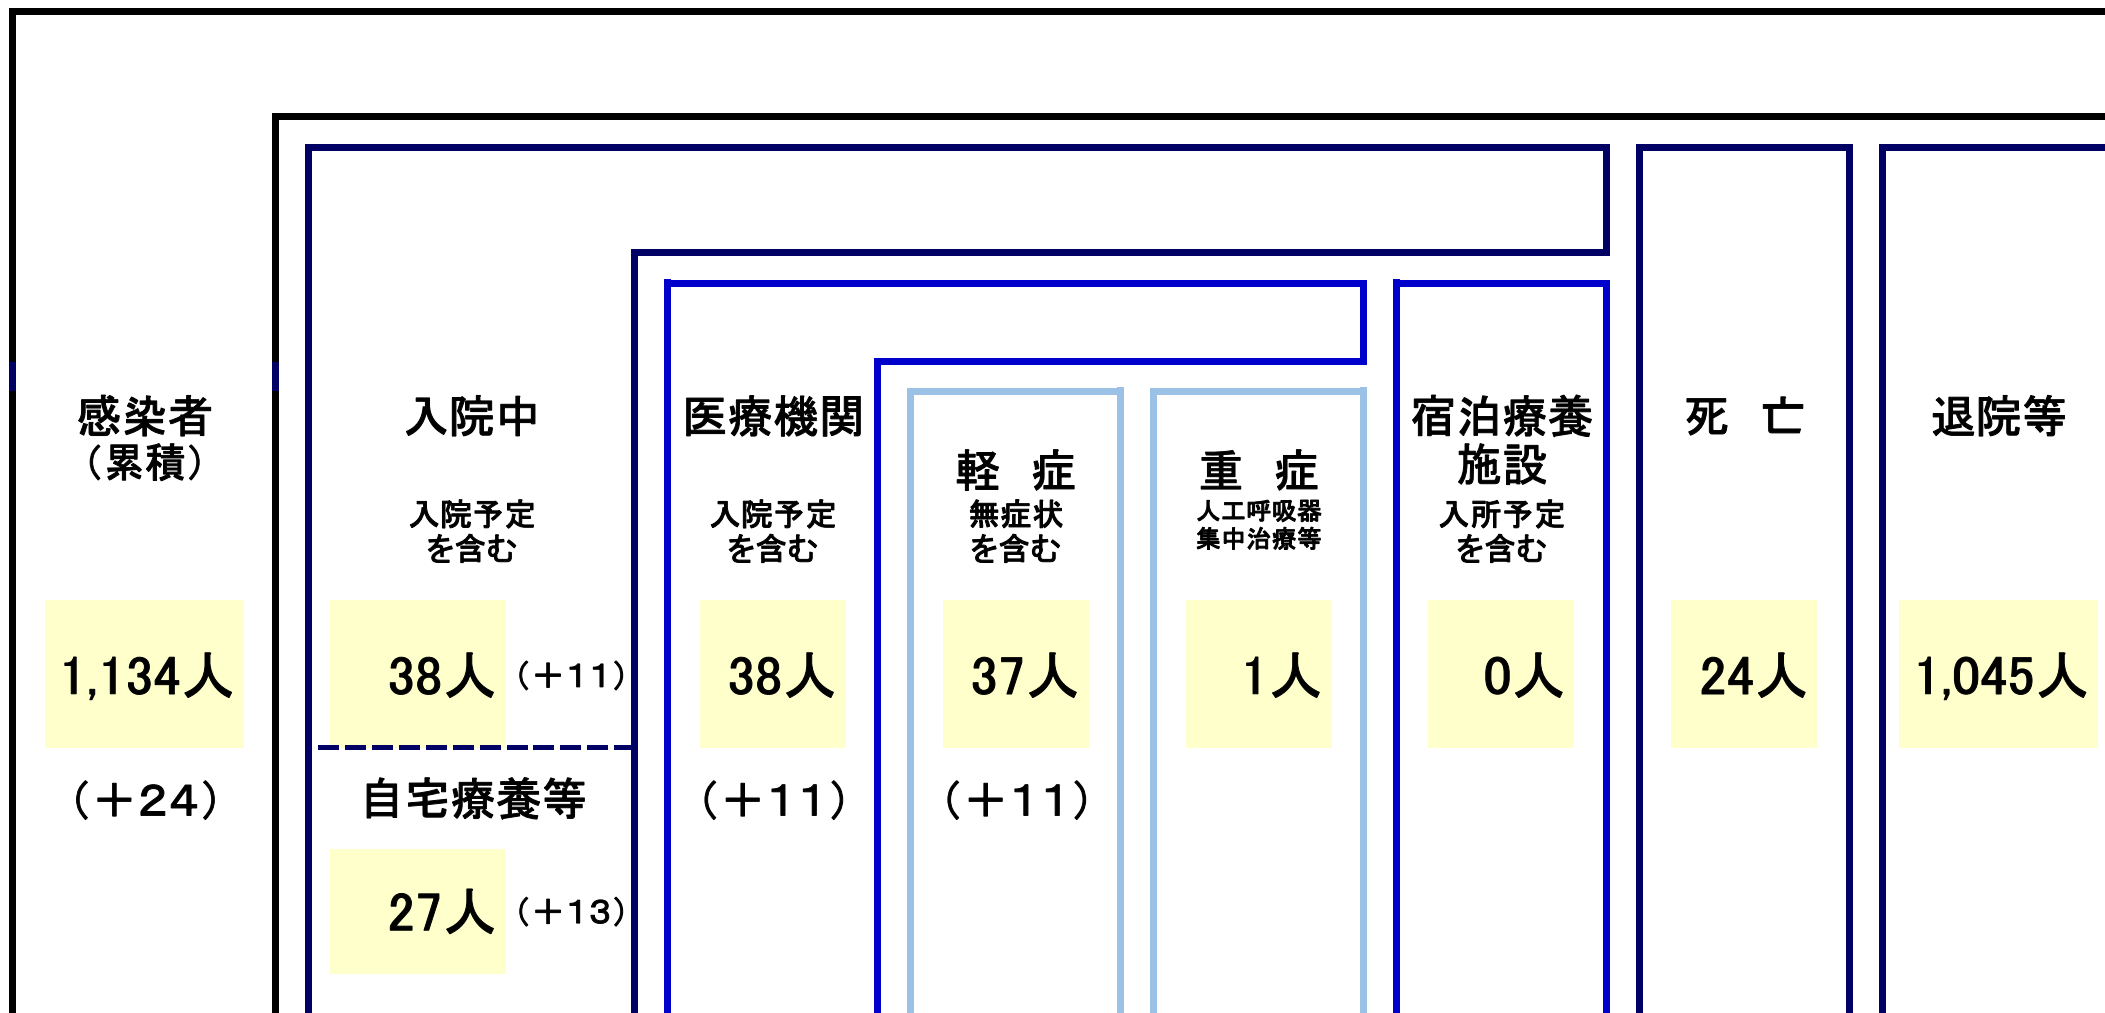 感染者
（累積）
1,134人
（＋24）
入院中
入院予定
を含む
38人（＋11）
自宅療養等
27人（＋13）
医療機関
入院予定
を含む
38人
（＋11）
軽　症
無症状
を含む
37人
（＋11）
重　症
人工呼吸器
集中治療等
1人
宿泊療養
施設
入所予定
を含む
0人
死　亡
24人
退院等
1,045人